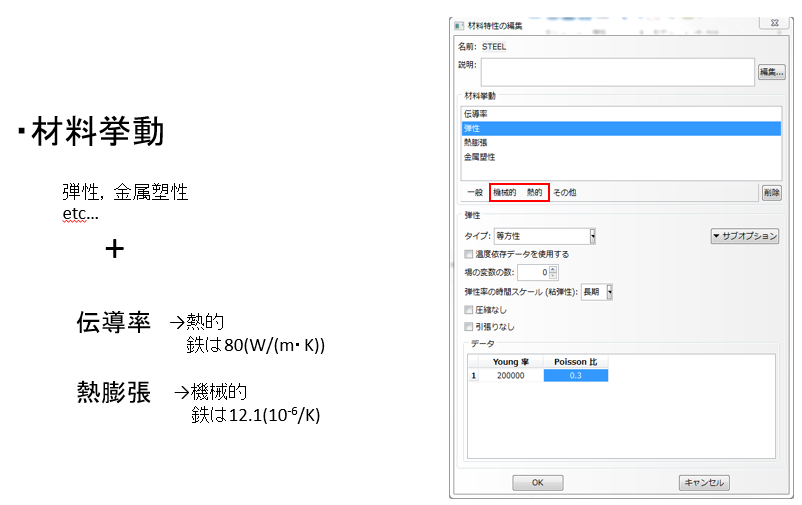 ・材料挙動
弾性，金属塑性
etc…
+
伝導率 →熱的
鉄は80(W/(m・K))
熱膨張 →機械的
鉄は12.1(10⁻⁶/K)
材料特性の編集
名前: STEEL
説明:
編集...
材料挙動
伝導率
弾性
熱膨張
金属塑性
一般 機械的 熱的 その他 削除
弾性
タイプ: 等方性 ▼ サブオプション
温度依存データを使用する
場の変数の数: 0
弾性率の時間スケール (粘弾性): 長期
圧縮なし
引張りなし
データ
Young 率 Poisson 比
1 200000 0.3
OK キャンセル